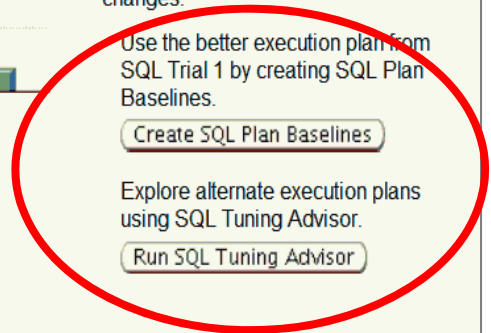 changes.
Use the better execution plan from
SQL Trial 1 by creating SQL Plan
Baselines.
Create SQL Plan Baselines
Explore alternate execution plans
using SQL Tuning Advisor.
Run SQL Tuning Advisor